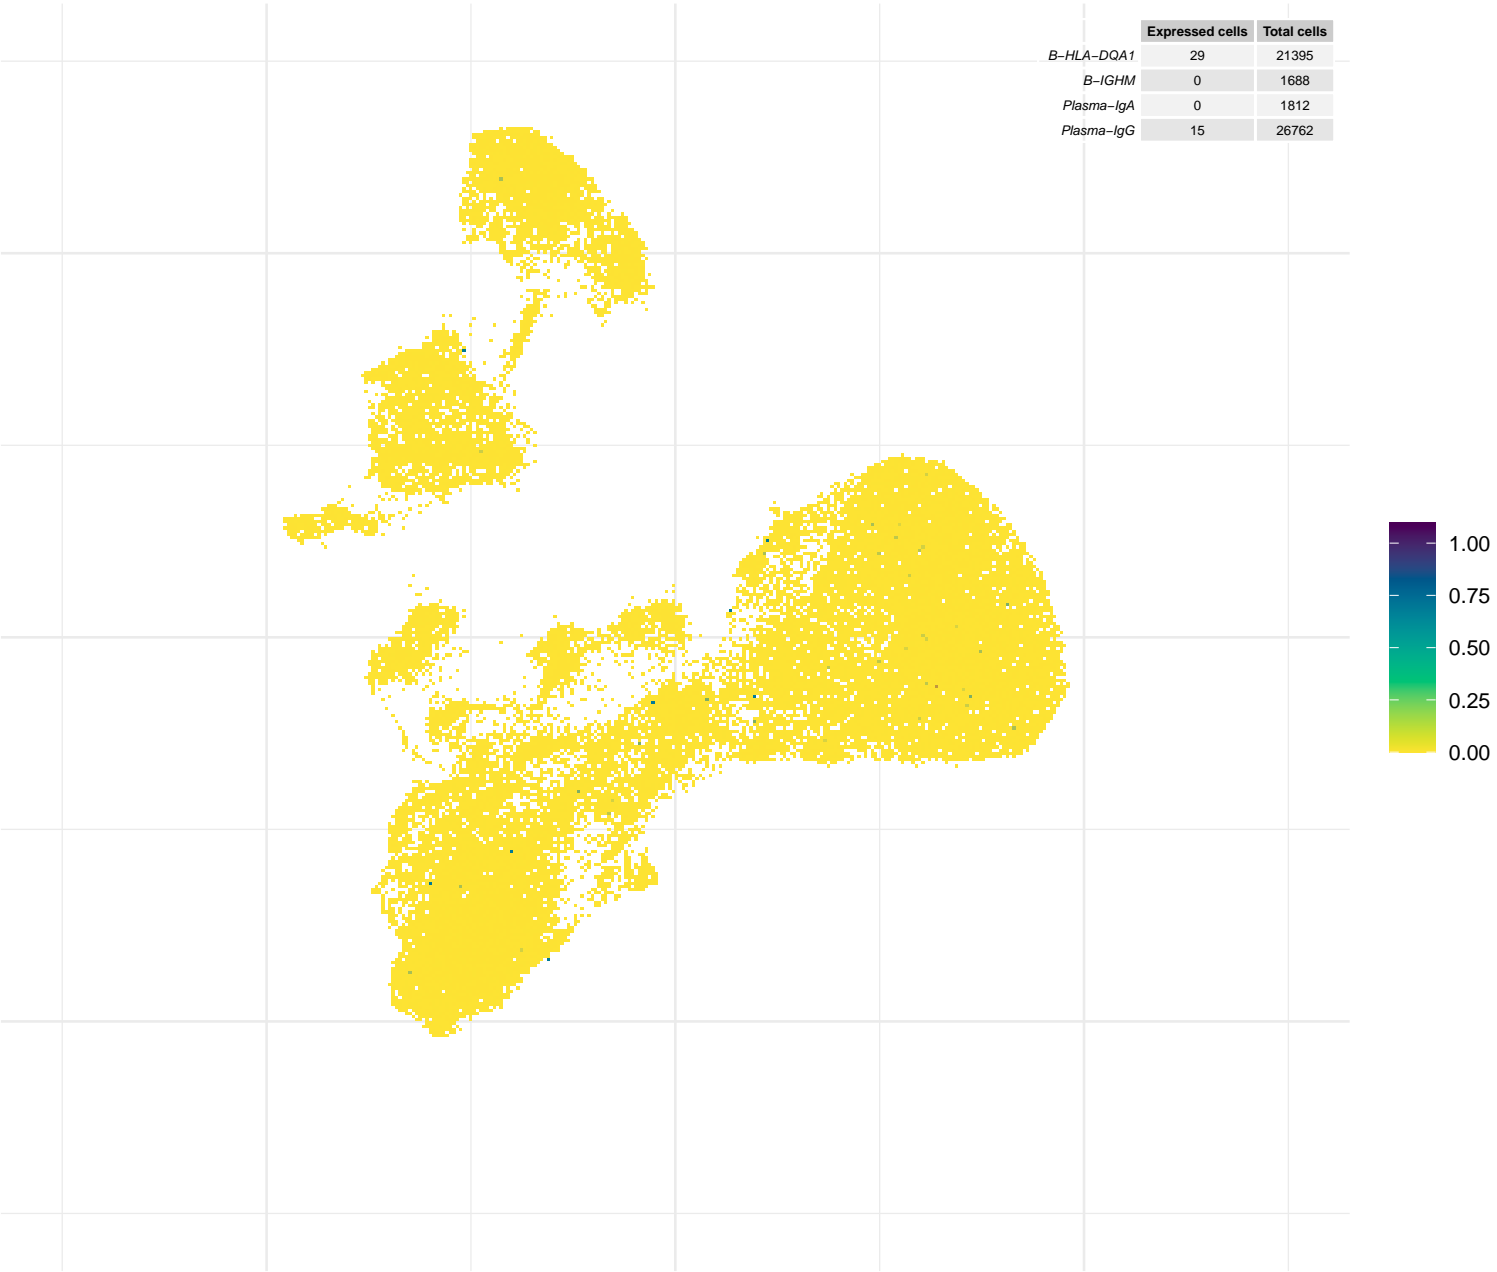 Expressed cells Total cells
B−HLA−DQA1 29 21395
B−IGHM 0 1688
Plasma−IgA 0 1812
Plasma−IgG 15 26762
1.00
0.75
0.50
0.25
0.00